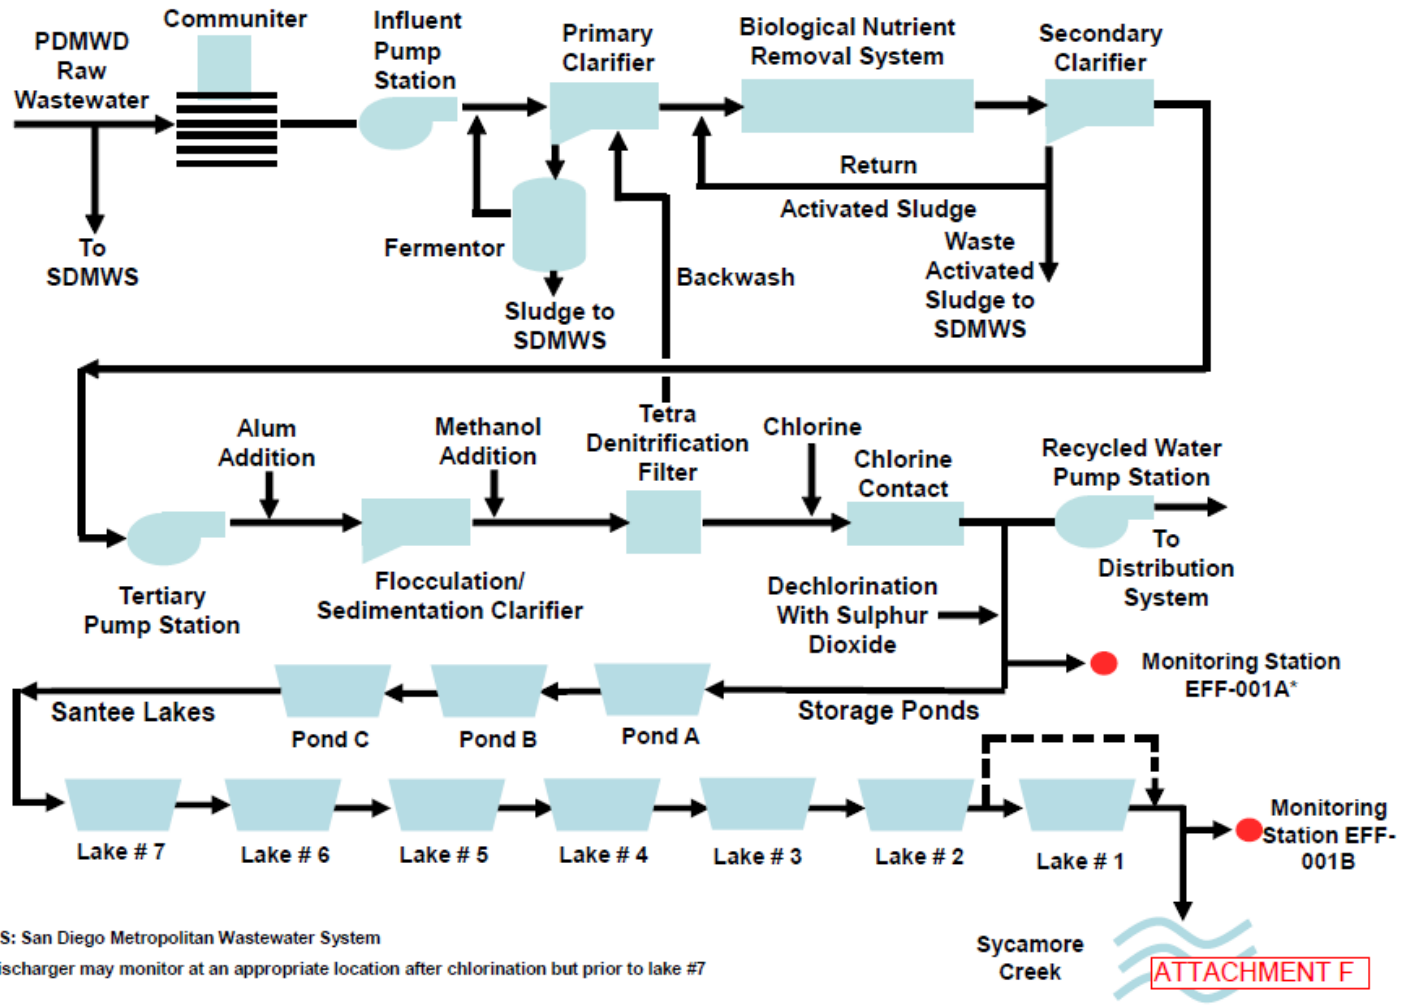 Communiter
PDMWD
Raw
Wastewater
To
SDMWS
Influent
Pump
Station
Primary
Clarifier
Biological Nutrient
Removal System
Secondary
Clarifier
Return
Activated Sludge
Waste
Activated
Sludge to
SDMWS
Fermentor
Sludge to
SDMWS
Backwash
Alum
Addition
Methanol
Addition
Tetra
Denitrification
Filter
Chlorine
Chlorine
Contact
Recycled Water
Pump Station
To
Distribution
System
Tertiary
Pump Station
Flocculation/
Sedimentation Clarifier
Dechlorination
With Sulphur
Dioxide
Monitoring Station
EFF-001A*
Santee Lakes
Storage Ponds
Pond C
Pond B
Pond A
Lake # 7
Lake # 6
Lake # 5
Lake # 4
Lake # 3
Lake # 2
Lake # 1
Monitoring
Station EFF-
001B
Sycamore
Creek
S: San Diego Metropolitan Wastewater System
ischarger may monitor at an appropriate location after chlorination but prior to lake #7
ATTACHMENT F